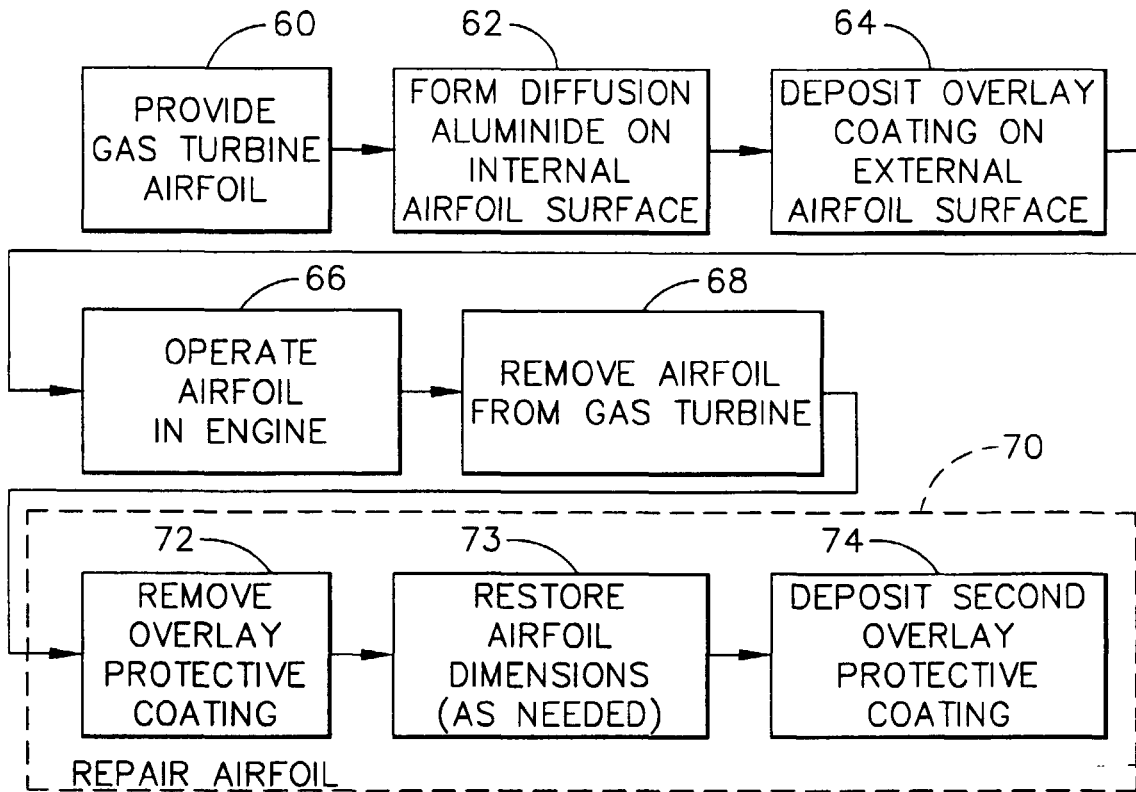 60
PROVIDE
GAS TURBINE
AIRFOIL
62
FORM DIFFUSION
ALUMINIDE ON
INTERNAL
AIRFOIL SURFACE
64
DEPOSIT OVERLAY
COATING ON
EXTERNAL
AIRFOIL SURFACE
66
OPERATE
AIRFOIL
IN ENGINE
68
REMOVE AIRFOIL
FROM GAS TURBINE
70
72
REMOVE
OVERLAY
PROTECTIVE
COATING
73
RESTORE
AIRFOIL
DIMENSIONS
(AS NEEDED)
74
DEPOSIT SECOND
OVERLAY
PROTECTIVE
COATING
REPAIR AIRFOIL